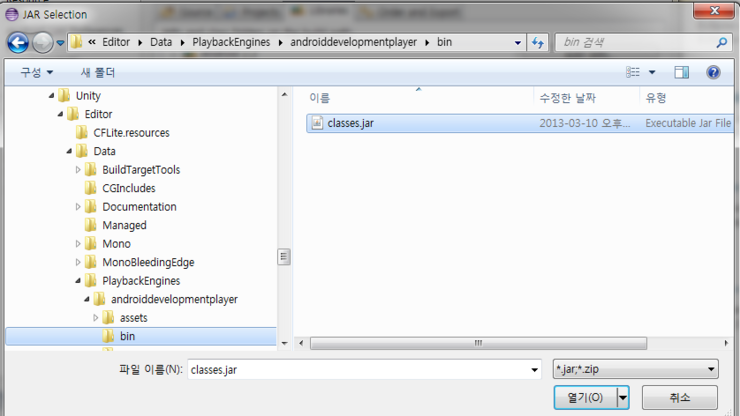 JAR Selection
Editor ▸ Data ▸ PlaybackEngines ▸ androiddevelopmentplayer ▸ bin
bin 검색
구성 새 폴더
이름 수정한 날짜 유형
classes.jar 2013-03-10 오후... Executable Jar File
Unity
Editor
CFLite.resources
Data
BuildTargetTools
CGIncludes
Documentation
Managed
Mono
MonoBleedingEdge
PlaybackEngines
androiddevelopmentplayer
assets
bin
파일 이름(N): classes.jar *.jar;*.zip
열기(O) 취소